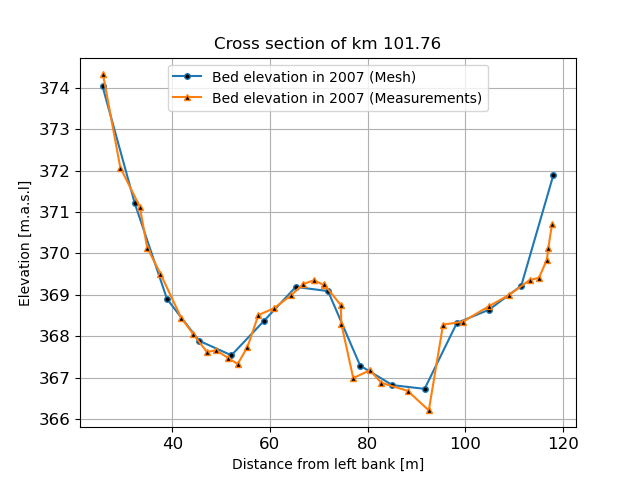 Cross section of km 101.76
Bed elevation in 2007 (Mesh)
Bed elevation in 2007 (Measurements)
374
373
372
371
370
369
368
367
366
Elevation [m.a.s.l]
40 60 80 100 120
Distance from left bank [m]